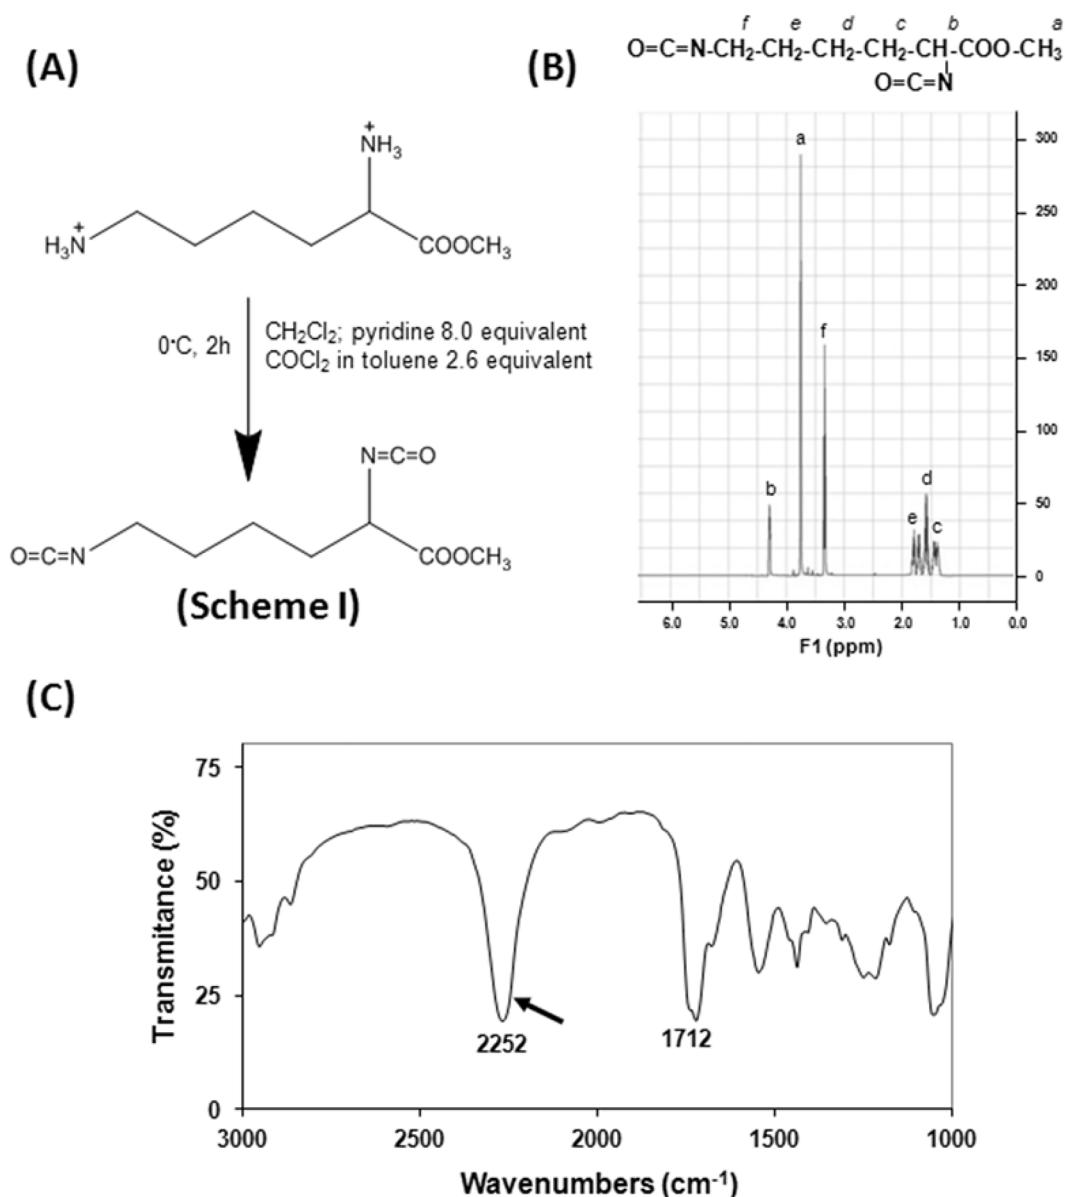 (A)
NH3
+
H3N
+
COOCH3
0°C, 2h
CH2Cl2; pyridine 8.0 equivalent
COCl2 in toluene 2.6 equivalent
N=C=O
O=C=N
COOCH3
(Scheme I)
(B)
f e d c b a
O=C=N-CH2-CH2-CH2-CH2-CH-COO-CH3
O=C=N
a
f
b
d
e
c
300
250
200
150
100
50
0
6.0 5.0 4.0 3.0 2.0 1.0 0.0
F1 (ppm)
(C)
Transmitance (%)
75
50
25
0
2252
1712
3000 2500 2000 1500 1000
Wavenumbers (cm-1)